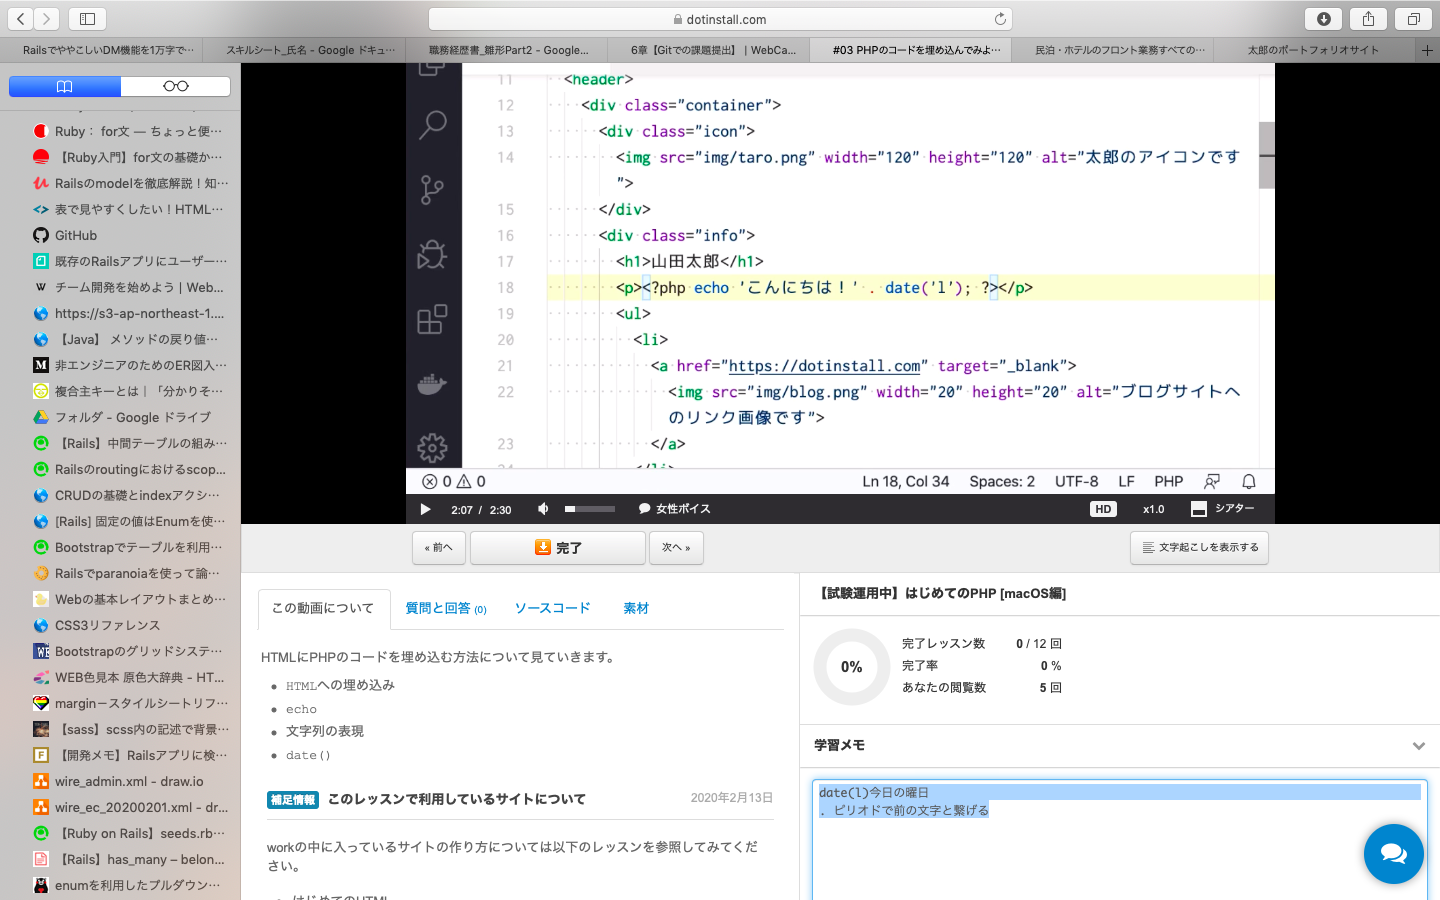 dotinstall.com
Railsでややこしいdm機能を1万字で…
スキルシート_氏名 - Google ドキュ…
職務経歴書_雛形Part2 - Google…
6章【Gitでの課題提出】 | WebCa…
#03 PHPのコードを埋め込んでみよ…
民泊・ホテルのフロント業務すべての…
太郎のポートフォリオサイト
Ruby： for文 — ちょっと便…
【Ruby入門】for文の基礎か…
Railsのmodelを徹底解説！知…
表で見やすくしたい！HTML…
GitHub
既存のRailsアプリにユーザー…
チーム開発を始めよう | Web…
https://s3-ap-northeast-1....
【Java】 メソッドの戻り値…
非エンジニアのためのER図入…
複合主キーとは｜「分かりそ…
フォルダ - Google ドライブ
【Rails】中間テーブルの組み…
Railsのroutingにおけるscop...
CRUDの基礎とindexアクシ…
[Rails] 固定の値はEnumを使…
Bootstrapでテーブルを利用…
Railsでparanoiaを使って論…
Webの基本レイアウトまとめ…
CSS3リファレンス
Bootstrapのグリッドシステ…
WEB色見本 原色大辞典 - HT...
margin－スタイルシートリフ…
【sass】scss内の記述で背景…
【開発メモ】Railsアプリに検…
wire_admin.xml - draw.io
wire_ec_20200201.xml - dr...
【Ruby on Rails】seeds.rb…
【Rails】has_many – belon...
enumを利用したプルダウン…
11 <header>
12 <div class="container">
13 <div class="icon">
14 <img src="img/taro.png" width="120" height="120" alt="太郎のアイコンです
">
15 </div>
16 <div class="info">
17 <h1>山田太郎</h1>
18 <p><?php echo 'こんにちは！' . date('l'); ?></p>
19 <ul>
20 <li>
21 <a href="https://dotinstall.com" target="_blank">
22 <img src="img/blog.png" width="20" height="20" alt="ブログサイトへ
のリンク画像です">
23 </a>
24 </li>
0 0 Ln 18, Col 34 Spaces: 2 UTF-8 LF PHP
2:07 / 2:30 女性ボイス HD x1.0 シアター
« 前へ 完了 次へ » 文字起こしを表示する
この動画について 質問と回答 (0) ソースコード 素材
HTMLにPHPのコードを埋め込む方法について見ていきます。
• HTMLへの埋め込み
• echo
• 文字列の表現
• date()
補足情報 このレッスンで利用しているサイトについて 2020年2月13日
workの中に入っているサイトの作り方については以下のレッスンを参照してみてくだ
さい。
はじめてのHTML
【試験運用中】はじめてのPHP [macOS編]
0%
完了レッスン数 0 / 12 回
完了率 0 %
あなたの閲覧数 5 回
学習メモ
date(l)今日の曜日
. ピリオドで前の文字と繋げる